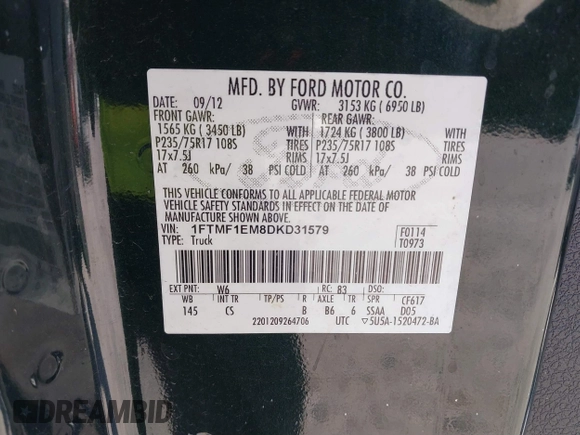 MFD. BY FORD MOTOR CO.
DATE: 09/12 GVWR: 3153 KG ( 6950 LB)
FRONT GAWR: REAR GAWR:
1565 KG ( 3450 LB) WITH 1724 KG ( 3800 LB) WITH
P235/75R17 108S TIRES P235/75R17 108S TIRES
17x7.5J RIMS 17x7.5J RIMS
AT 260 kPa/ 38 PSI COLD AT 260 kPa/ 38 PSI COLD
THIS VEHICLE CONFORMS TO ALL APPLICABLE FEDERAL MOTOR
VEHICLE SAFETY STANDARDS IN EFFECT ON THE DATE OF MANUFACTURE
SHOWN ABOVE.
VIN: 1FTMF1EM8DKD31579 F0114
TYPE: Truck T0973
EXT PNT: W6 RC: 83 DSO:
WB INT TR TP/PS R AXLE TR SPR CF617
145 CS B B6 6 SSAA D05
2201209264706 UTC ▽5U5A-1520472-BA
DREAMBID